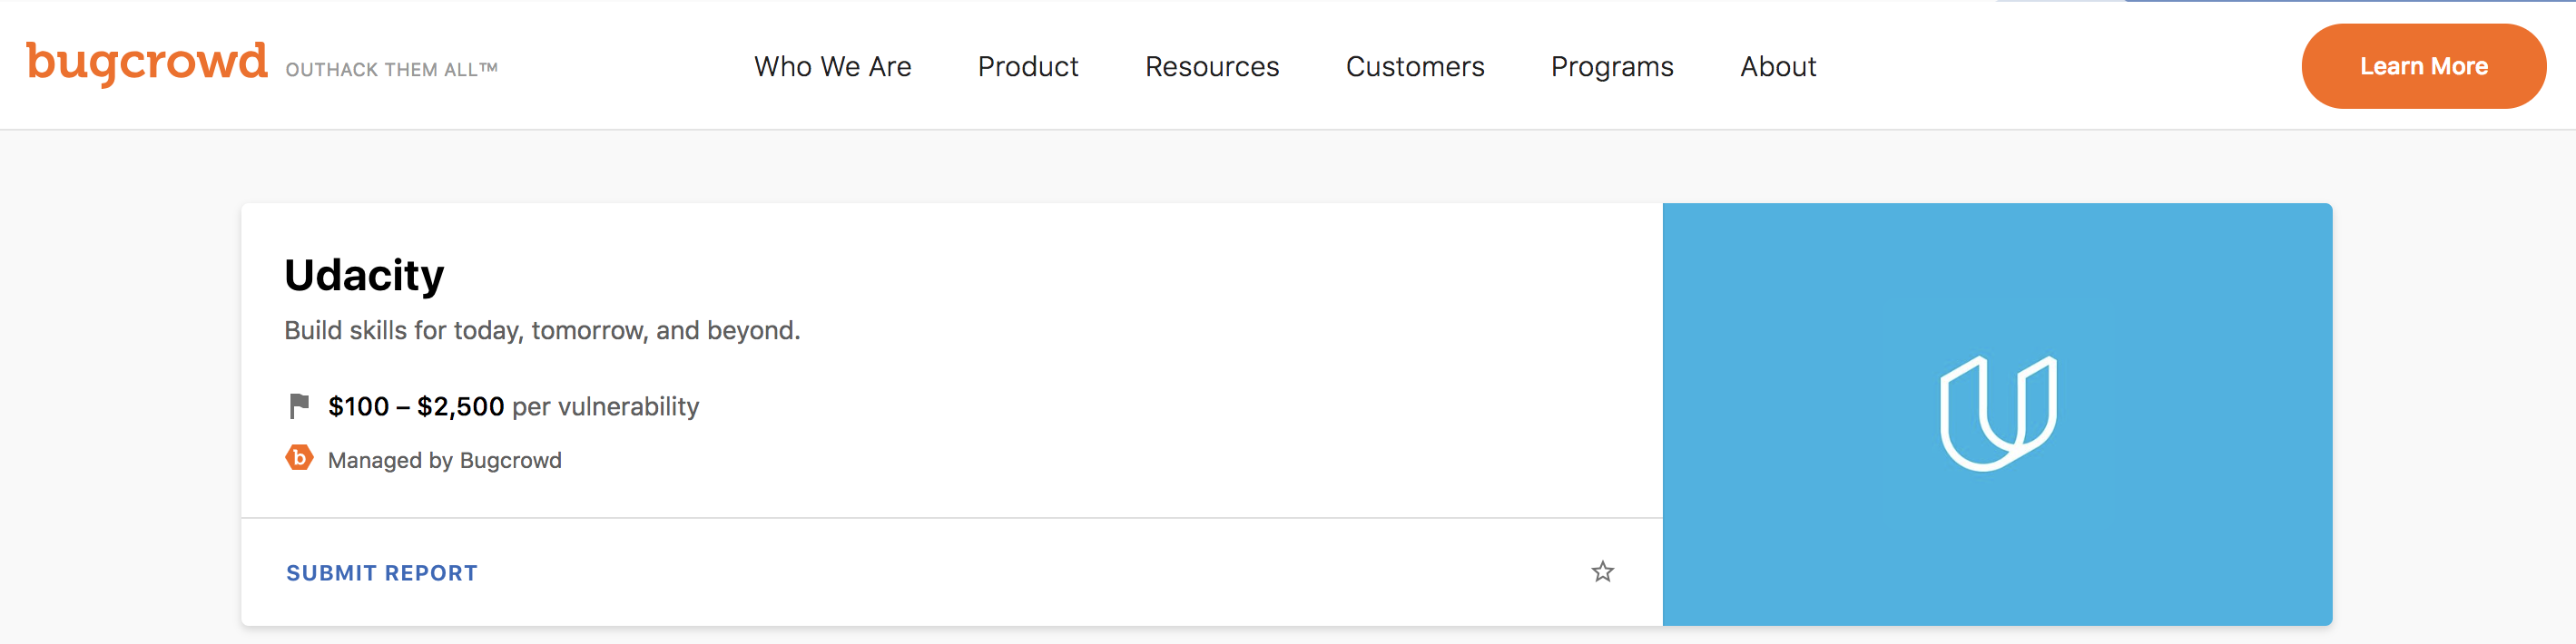 bugcrowd OUTHACK THEM ALL™ Who We Are Product Resources Customers Programs About Learn More
Udacity
Build skills for today, tomorrow, and beyond.
$100 – $2,500 per vulnerability
b Managed by Bugcrowd
SUBMIT REPORT